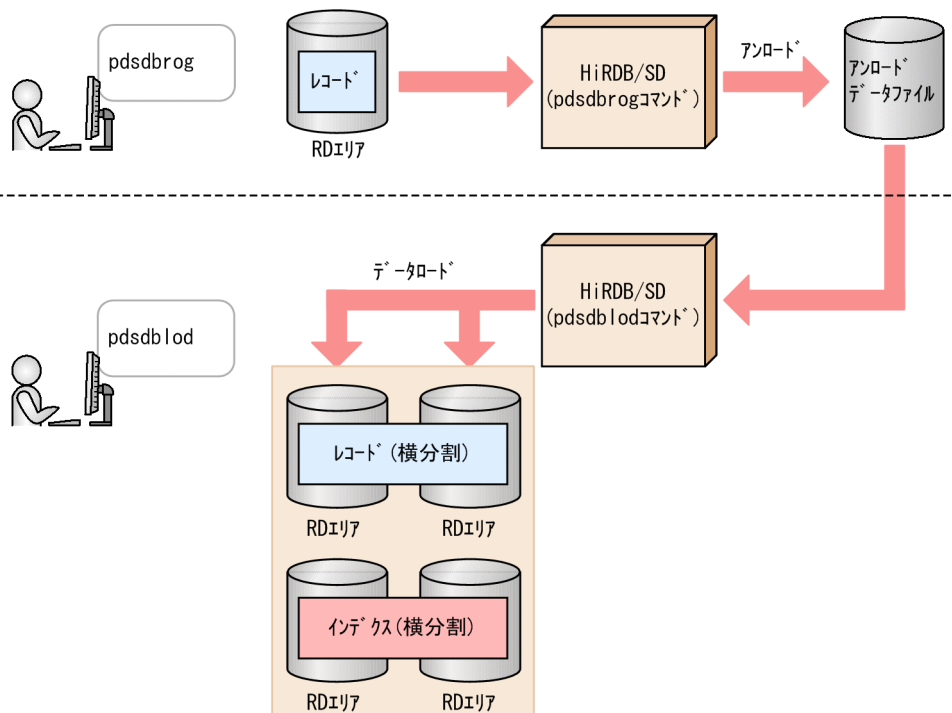 pdsdbrog
ﾚｺｰﾄﾞ
RDｴﾘｱ
HiRDB/SD
(pdsdbrogｺﾏﾝﾄﾞ)
ｱﾝﾛｰﾄﾞ
ｱﾝﾛｰﾄﾞ
ﾃﾞｰﾀﾌｧｲﾙ
HiRDB/SD
(pdsdblodｺﾏﾝﾄﾞ)
ﾃﾞｰﾀﾛｰﾄﾞ
pdsdblod
ﾚｺｰﾄﾞ(横分割)
RDｴﾘｱ
RDｴﾘｱ
ｲﾝﾃﾞｸｽ(横分割)
RDｴﾘｱ
RDｴﾘｱ